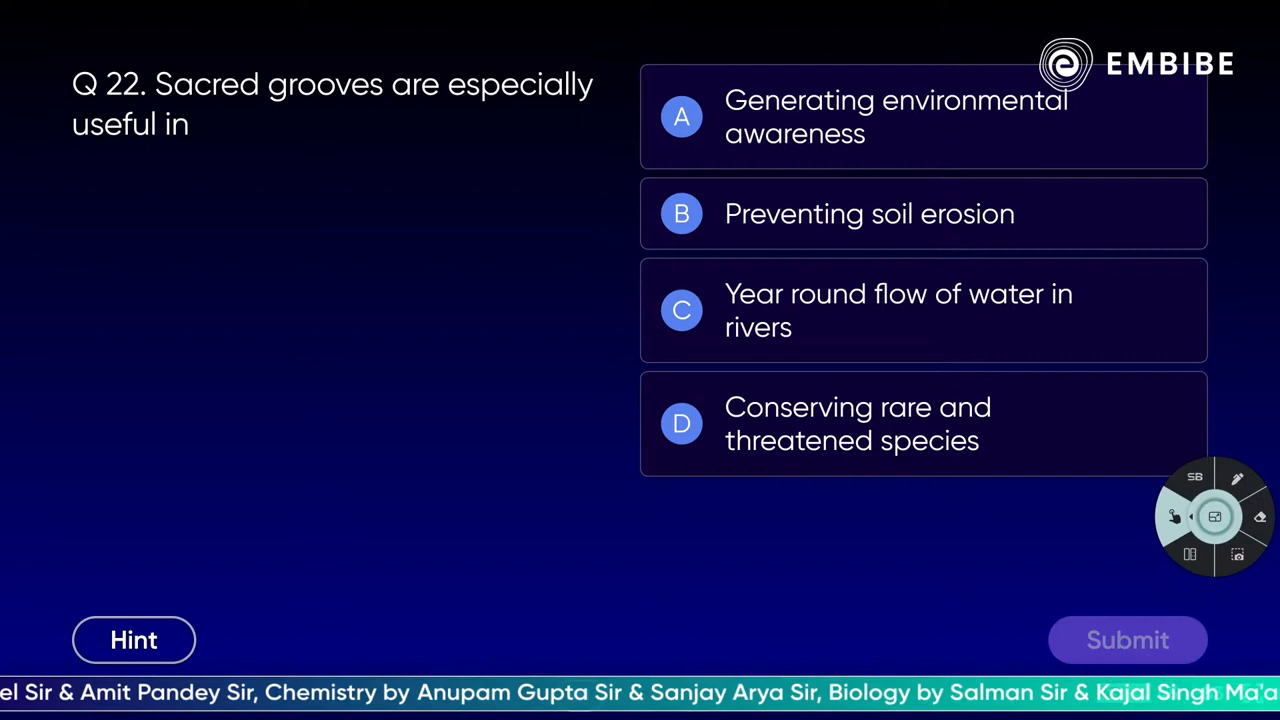 EMBIBE
Q 22. Sacred grooves are especially
useful in
A
Generating environmental
awareness
B
Preventing soil erosion
C
Year round flow of water in
rivers
D
Conserving rare and
threatened species
SB
Hint
Submit
el Sir & Amit Pandey Sir, Chemistry by Anupam Gupta Sir & Sanjay Arya Sir, Biology by Salman Sir & Kajal Singh Ma'a